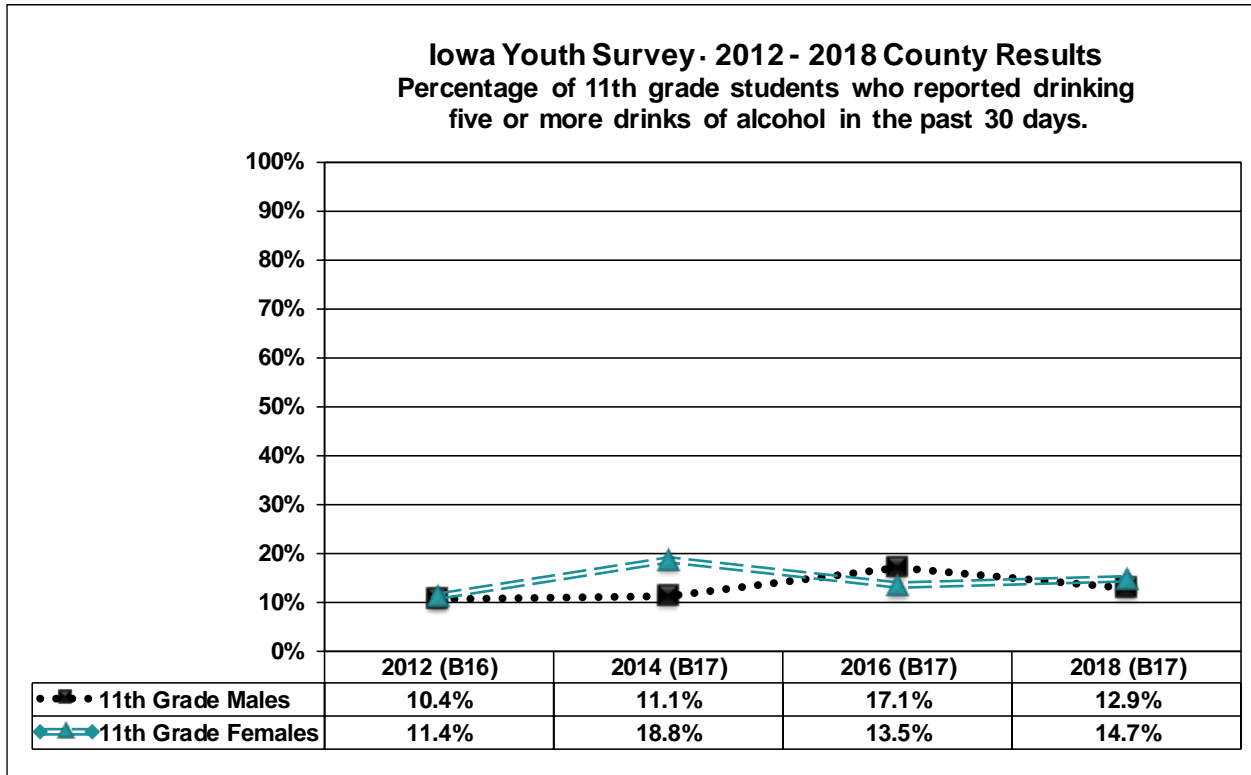 Iowa Youth Survey · 2012 - 2018 County Results
Percentage of 11th grade students who reported drinking
five or more drinks of alcohol in the past 30 days.
100%
90%
80%
70%
60%
50%
40%
30%
20%
10%
0%
2012 (B16) 2014 (B17) 2016 (B17) 2018 (B17)
11th Grade Males 10.4% 11.1% 17.1% 12.9%
11th Grade Females 11.4% 18.8% 13.5% 14.7%